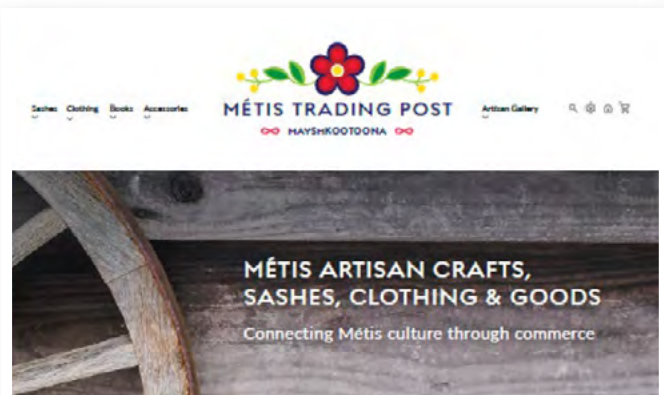 Sashes Clothing Books Accessories
MÉTIS TRADING POST
MAYSHKOOTOONA
Artisan Gallery
MÉTIS ARTISAN CRAFTS,
SASHES, CLOTHING & GOODS
Connecting Métis culture through commerce